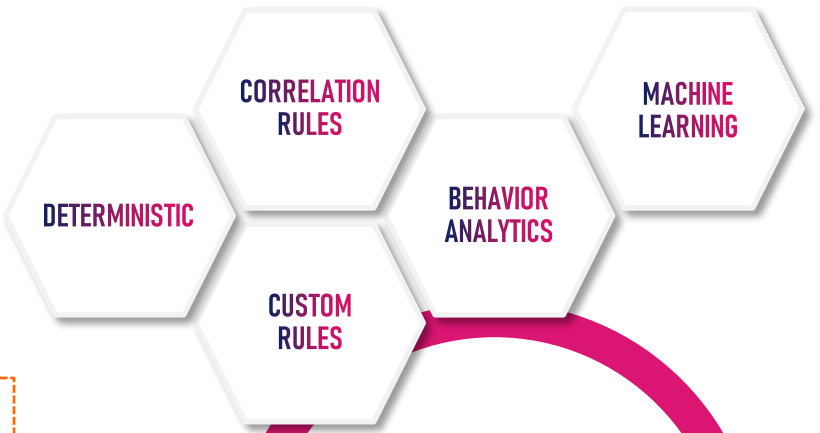 CORRELATION
RULES
MACHINE
LEARNING
DETERMINISTIC
BEHAVIOR
ANALYTICS
CUSTOM
RULES